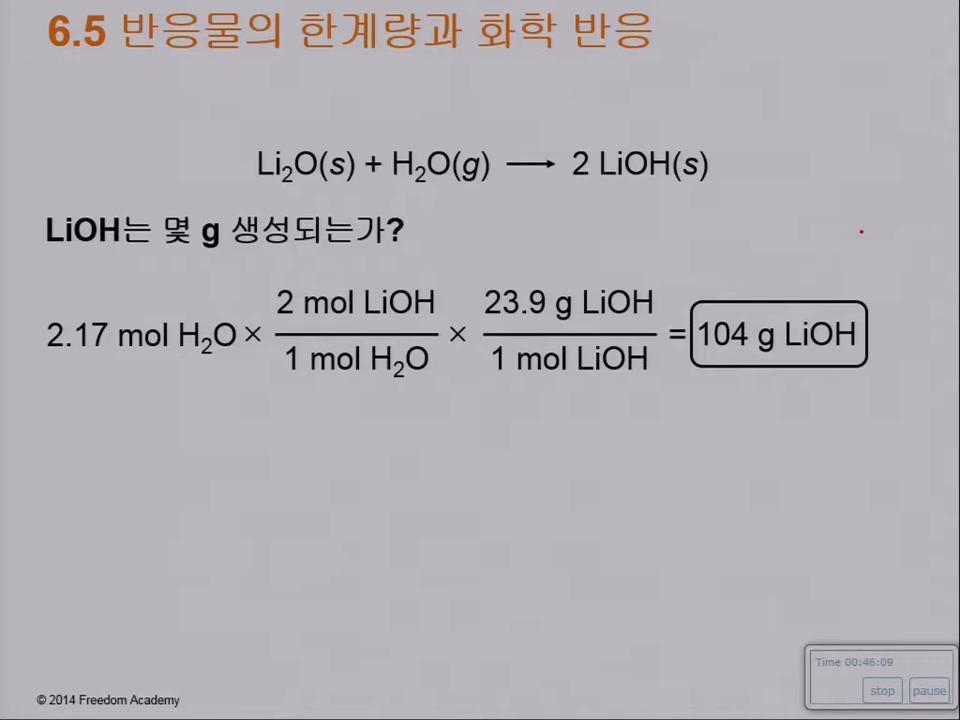 6.5 반응물의 한계량과 화학 반응
Li₂O(s) + H₂O(g) ⟶ 2 LiOH(s)
LiOH는 몇 g 생성되는가?
2 mol LiOH 23.9 g LiOH
2.17 mol H₂O × × = 104 g LiOH
1 mol H₂O 1 mol LiOH
Time 00:46:09
stop pause
© 2014 Freedom Academy